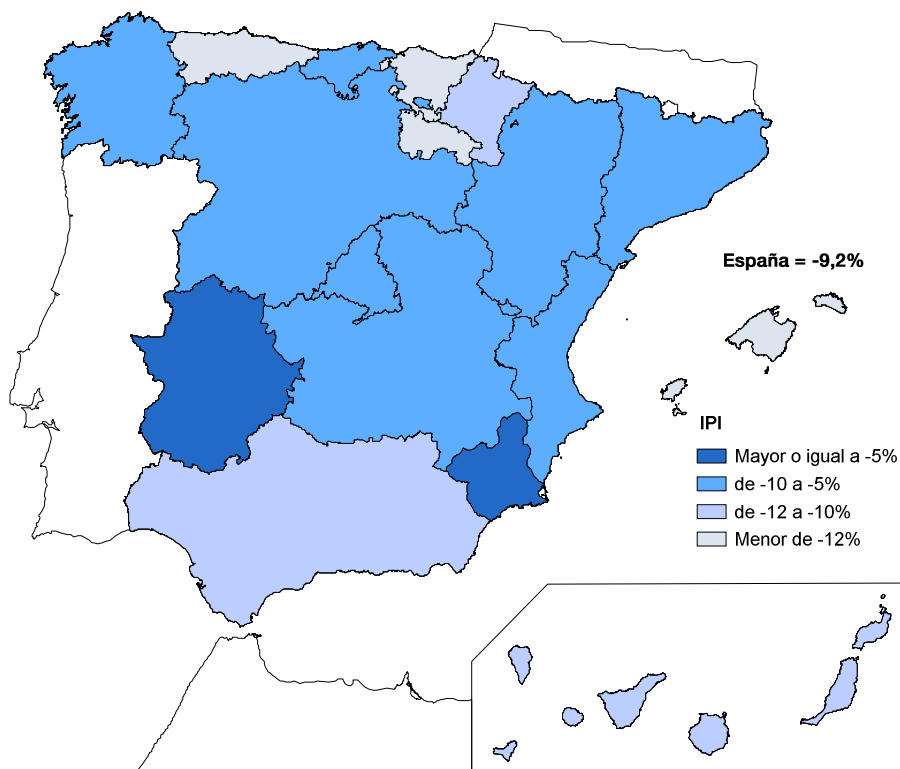 España = -9,2%
IPI
Mayor o igual a -5%
de -10 a -5%
de -12 a -10%
Menor de -12%